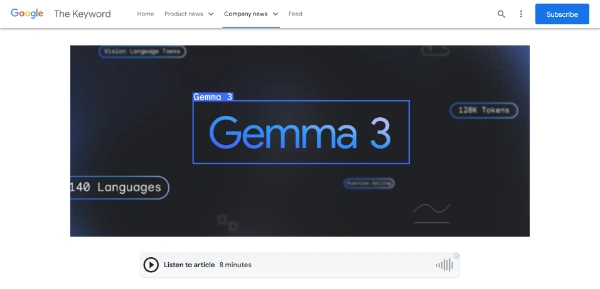 Google The Keyword Home Product news Company news Feed Subscribe
Vision Language Tasks
128K Tokens
Gemma 3
Gemma 3
140 Languages
Function Calling
Listen to article 8 minutes